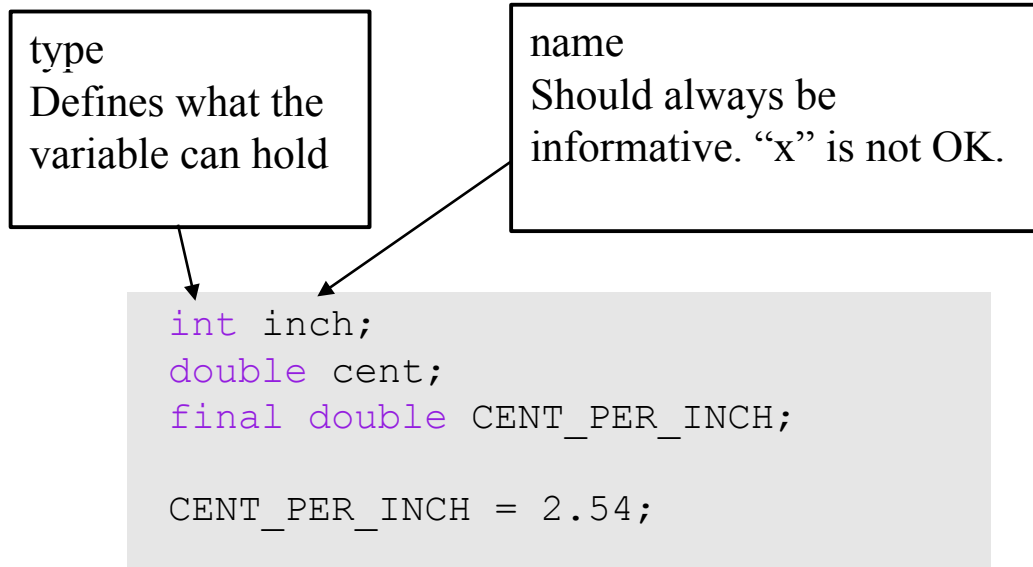 type
Defines what the
variable can hold
name
Should always be
informative. “x” is not OK.
int inch;
double cent;
final double CENT_PER_INCH;
CENT_PER_INCH = 2.54;